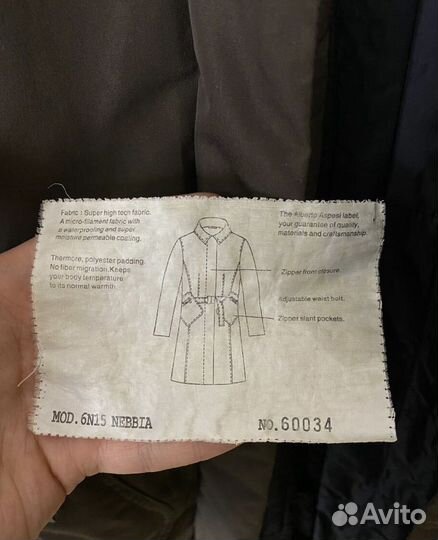 Fabric : Super high tech fabric.
A micro-filament fabric with
a waterproofing and super
moisture permeable coating.
Thermore, polyester padding.
No fiber migration. Keeps
your body temperature
to its normal warmth.
The Alberto Aspesi label,
your guarantee of quality,
materials and craftsmanship.
Zipper front closure.
Adjustable waist belt.
Zipper slant pockets.
MOD. 6N15 NEBBIA
NO. 60034
Avito